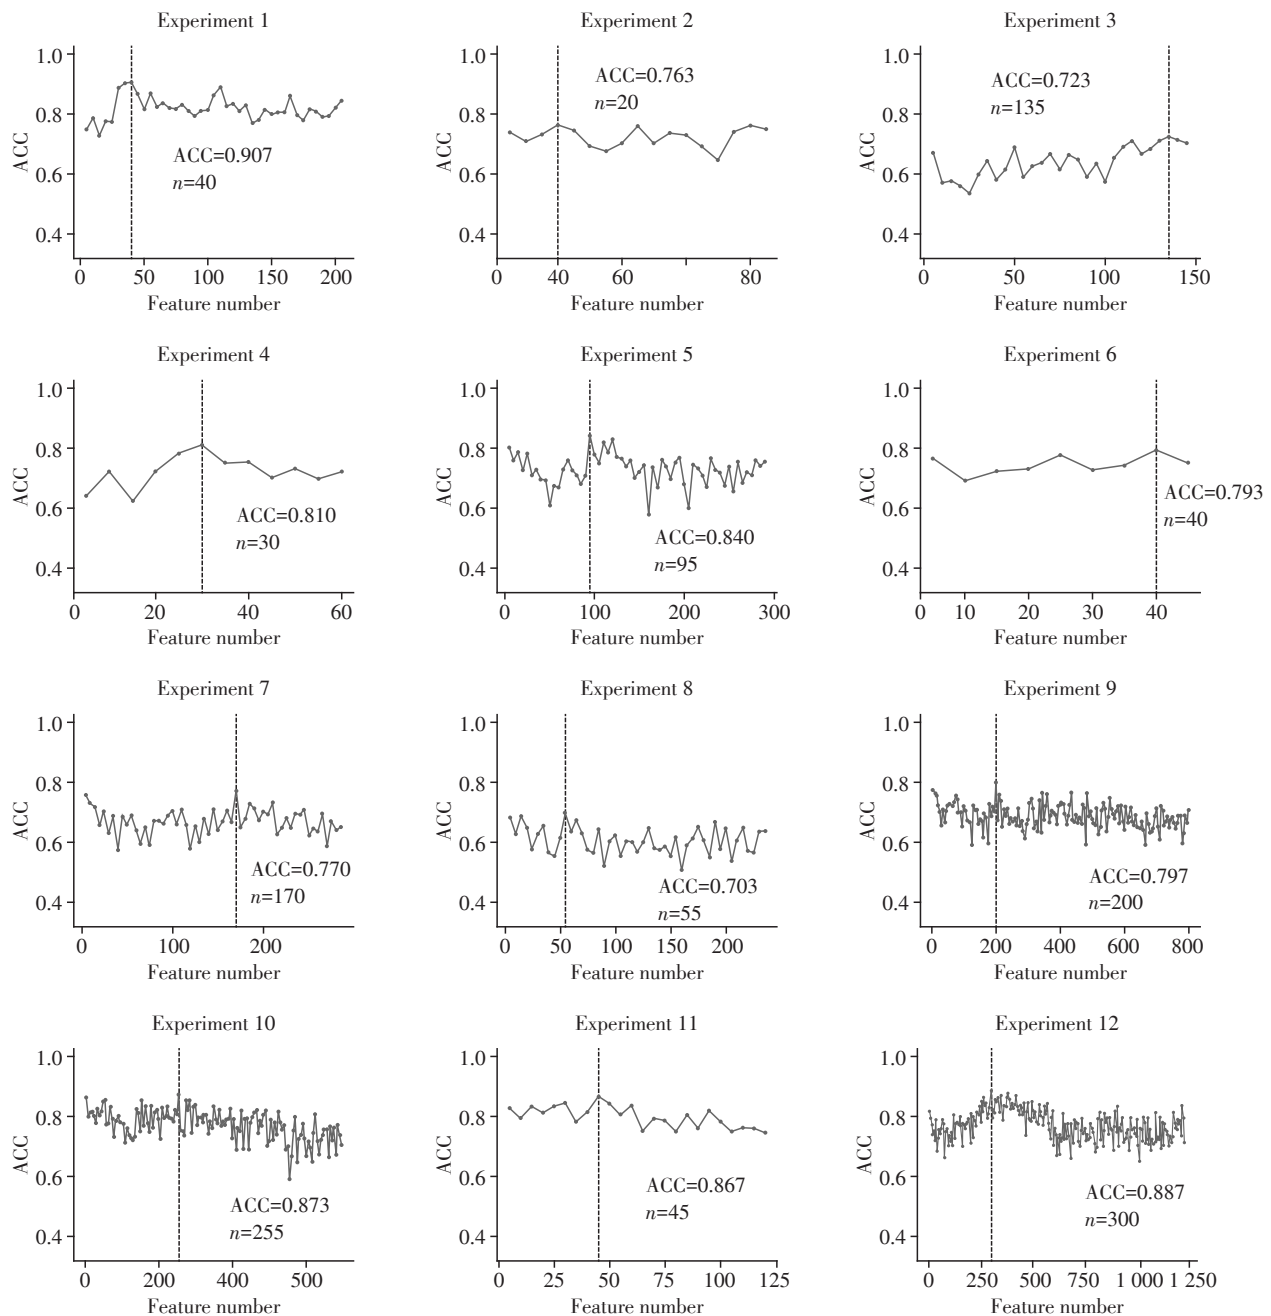 Experiment 1
1.0
0.8
0.6
0.4
ACC
ACC=0.907
n=40
0 50 100 150 200
Feature number
Experiment 2
1.0
0.8
0.6
0.4
ACC
ACC=0.763
n=20
0 40 60 80
Feature number
Experiment 3
1.0
0.8
0.6
0.4
ACC
ACC=0.723
n=135
0 50 100 150
Feature number
Experiment 4
1.0
0.8
0.6
0.4
ACC
ACC=0.810
n=30
0 20 40 60
Feature number
Experiment 5
1.0
0.8
0.6
0.4
ACC
ACC=0.840
n=95
0 100 200 300
Feature number
Experiment 6
1.0
0.8
0.6
0.4
ACC
ACC=0.793
n=40
0 10 20 30 40
Feature number
Experiment 7
1.0
0.8
0.6
0.4
ACC
ACC=0.770
n=170
0 100 200
Feature number
Experiment 8
1.0
0.8
0.6
0.4
ACC
ACC=0.703
n=55
0 50 100 150 200
Feature number
Experiment 9
1.0
0.8
0.6
0.4
ACC
ACC=0.797
n=200
0 200 400 600 800
Feature number
Experiment 10
1.0
0.8
0.6
0.4
ACC
ACC=0.873
n=255
0 200 400 500
Feature number
Experiment 11
1.0
0.8
0.6
0.4
ACC
ACC=0.867
n=45
0 25 50 75 100 125
Feature number
Experiment 12
1.0
0.8
0.6
0.4
ACC
ACC=0.887
n=300
0 250 500 750 1 000 1 250
Feature number